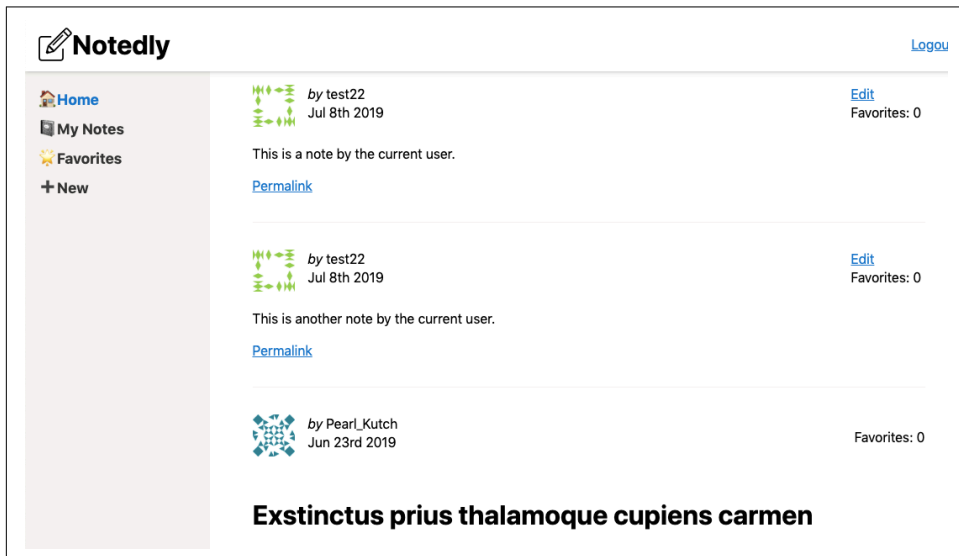 Notedly
Logou
Home
My Notes
Favorites
New
by test22
Jul 8th 2019
Edit
Favorites: 0
This is a note by the current user.
Permalink
by test22
Jul 8th 2019
Edit
Favorites: 0
This is another note by the current user.
Permalink
by Pearl_Kutch
Jun 23rd 2019
Favorites: 0
Exstinctus prius thalamoque cupiens carmen